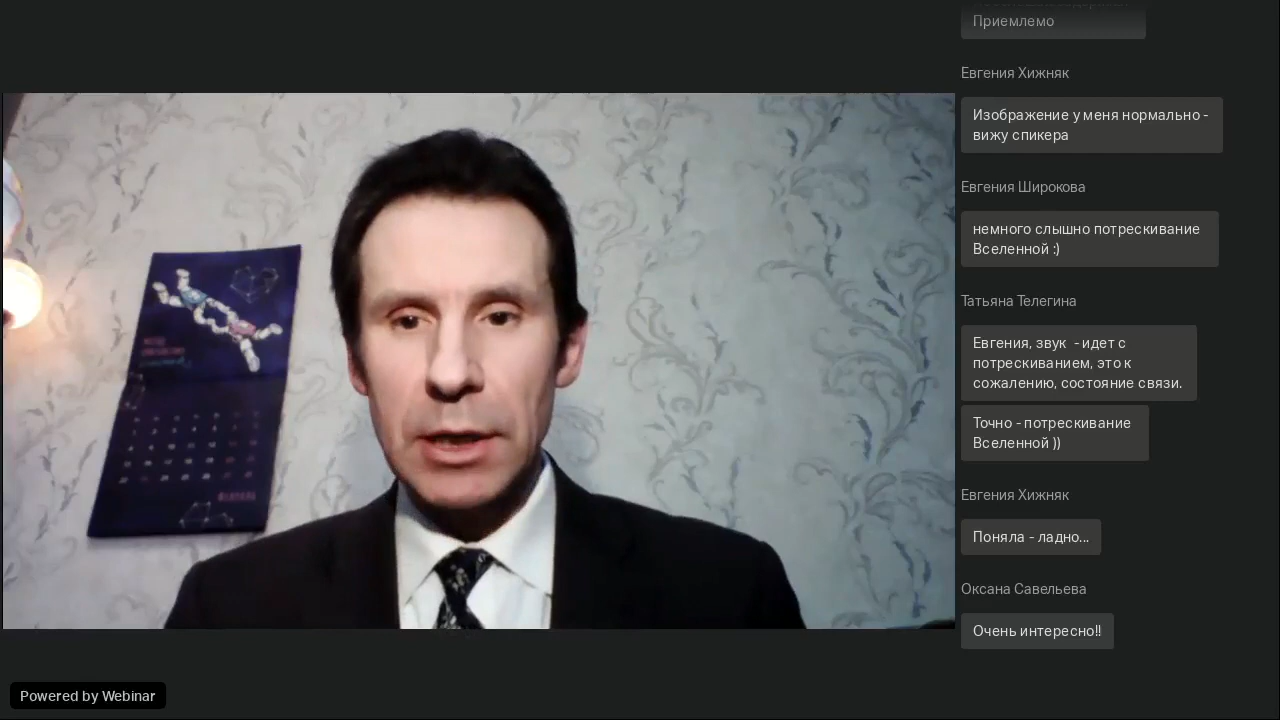 Приемлемо
Евгения Хижняк
Изображение у меня нормально -
вижу спикера
Евгения Широкова
немного слышно потрескивание
Вселенной :)
Татьяна Телегина
Евгения, звук - идет с
потрескиванием, это к
сожалению, состояние связи.
Точно - потрескивание
Вселенной ))
Евгения Хижняк
Поняла - ладно...
Оксана Савельева
Очень интересно!!
Powered by Webinar